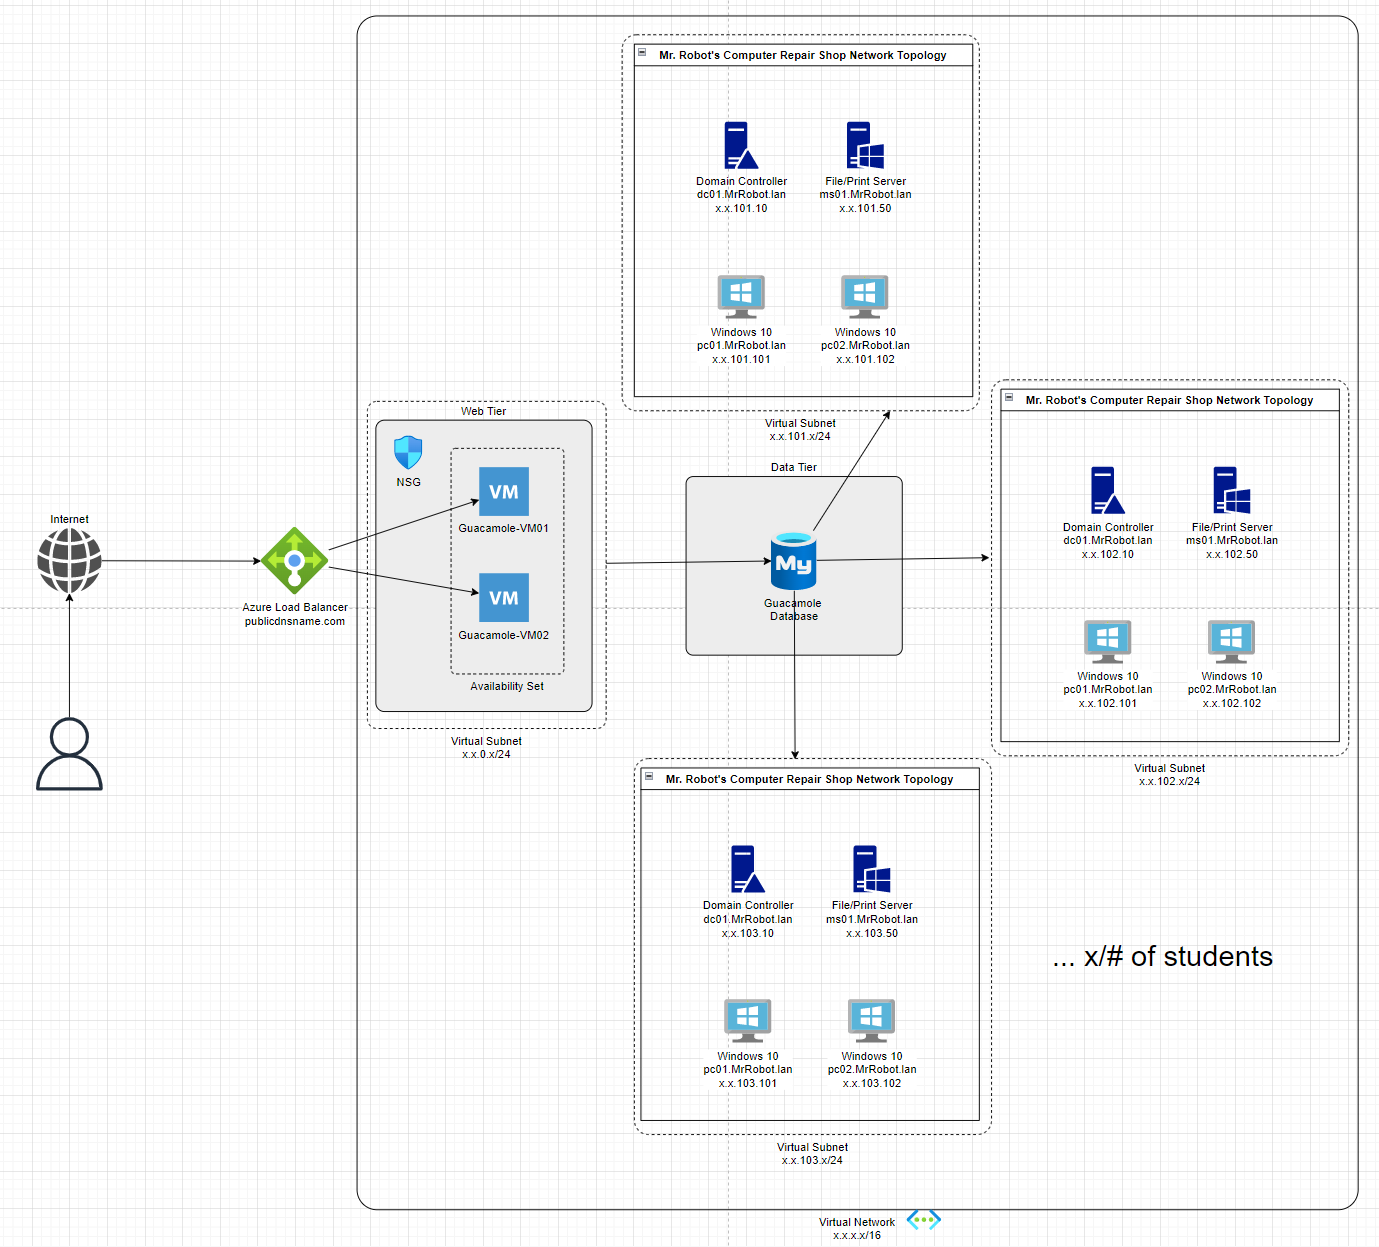 Mr. Robot's Computer Repair Shop Network Topology
Domain Controller
dc01.MrRobot.lan
x.x.101.10
File/Print Server
ms01.MrRobot.lan
x.x.101.50
Windows 10
pc01.MrRobot.lan
x.x.101.101
Windows 10
pc02.MrRobot.lan
x.x.101.102
Virtual Subnet
x.x.101.x/24
Mr. Robot's Computer Repair Shop Network Topology
Domain Controller
dc01.MrRobot.lan
x.x.102.10
File/Print Server
ms01.MrRobot.lan
x.x.102.50
Windows 10
pc01.MrRobot.lan
x.x.102.101
Windows 10
pc02.MrRobot.lan
x.x.102.102
Virtual Subnet
x.x.102.x/24
Web Tier
NSG
VM
Guacamole-VM01
VM
Guacamole-VM02
Availability Set
Virtual Subnet
x.x.0.x/24
Data Tier
My
Guacamole
Database
Internet
Azure Load Balancer
publicdnsname.com
Mr. Robot's Computer Repair Shop Network Topology
Domain Controller
dc01.MrRobot.lan
x.x.103.10
File/Print Server
ms01.MrRobot.lan
x.x.103.50
Windows 10
pc01.MrRobot.lan
x.x.103.101
Windows 10
pc02.MrRobot.lan
x.x.103.102
Virtual Subnet
x.x.103.x/24
... x/# of students
Virtual Network
x.x.x.x/16